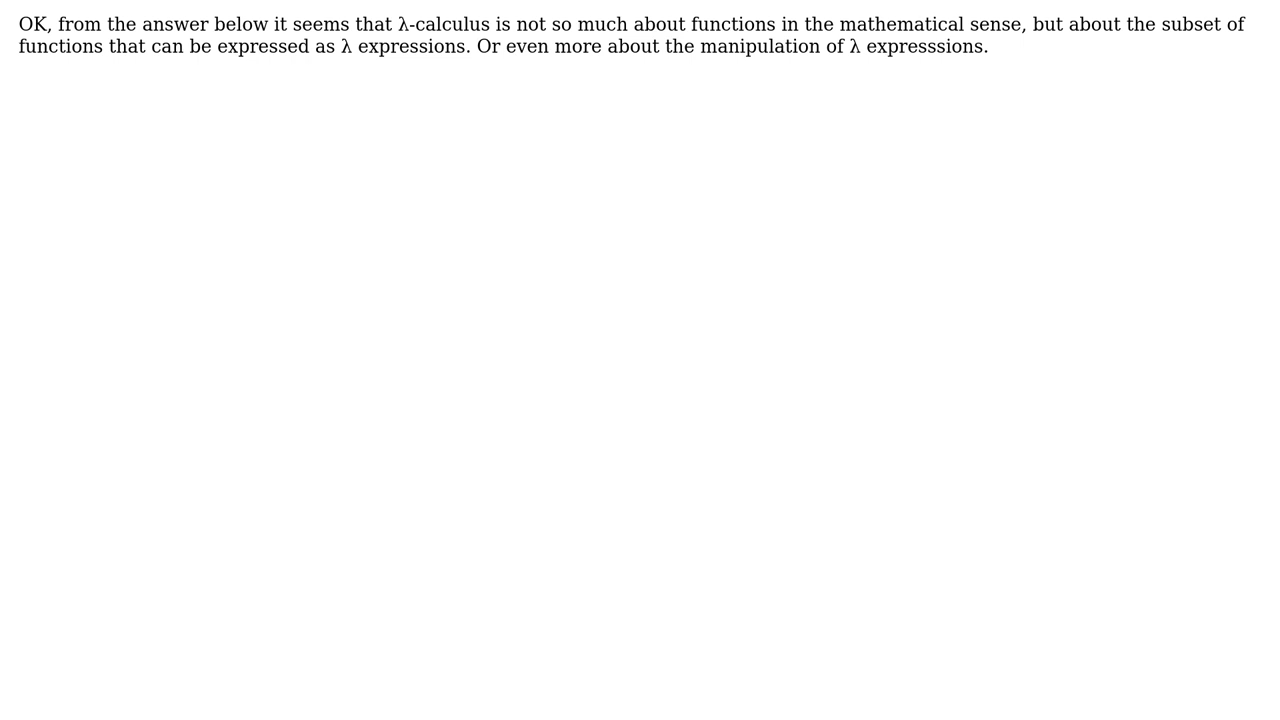 OK, from the answer below it seems that λ-calculus is not so much about functions in the mathematical sense, but about the subset of
functions that can be expressed as λ expressions. Or even more about the manipulation of λ expresssions.